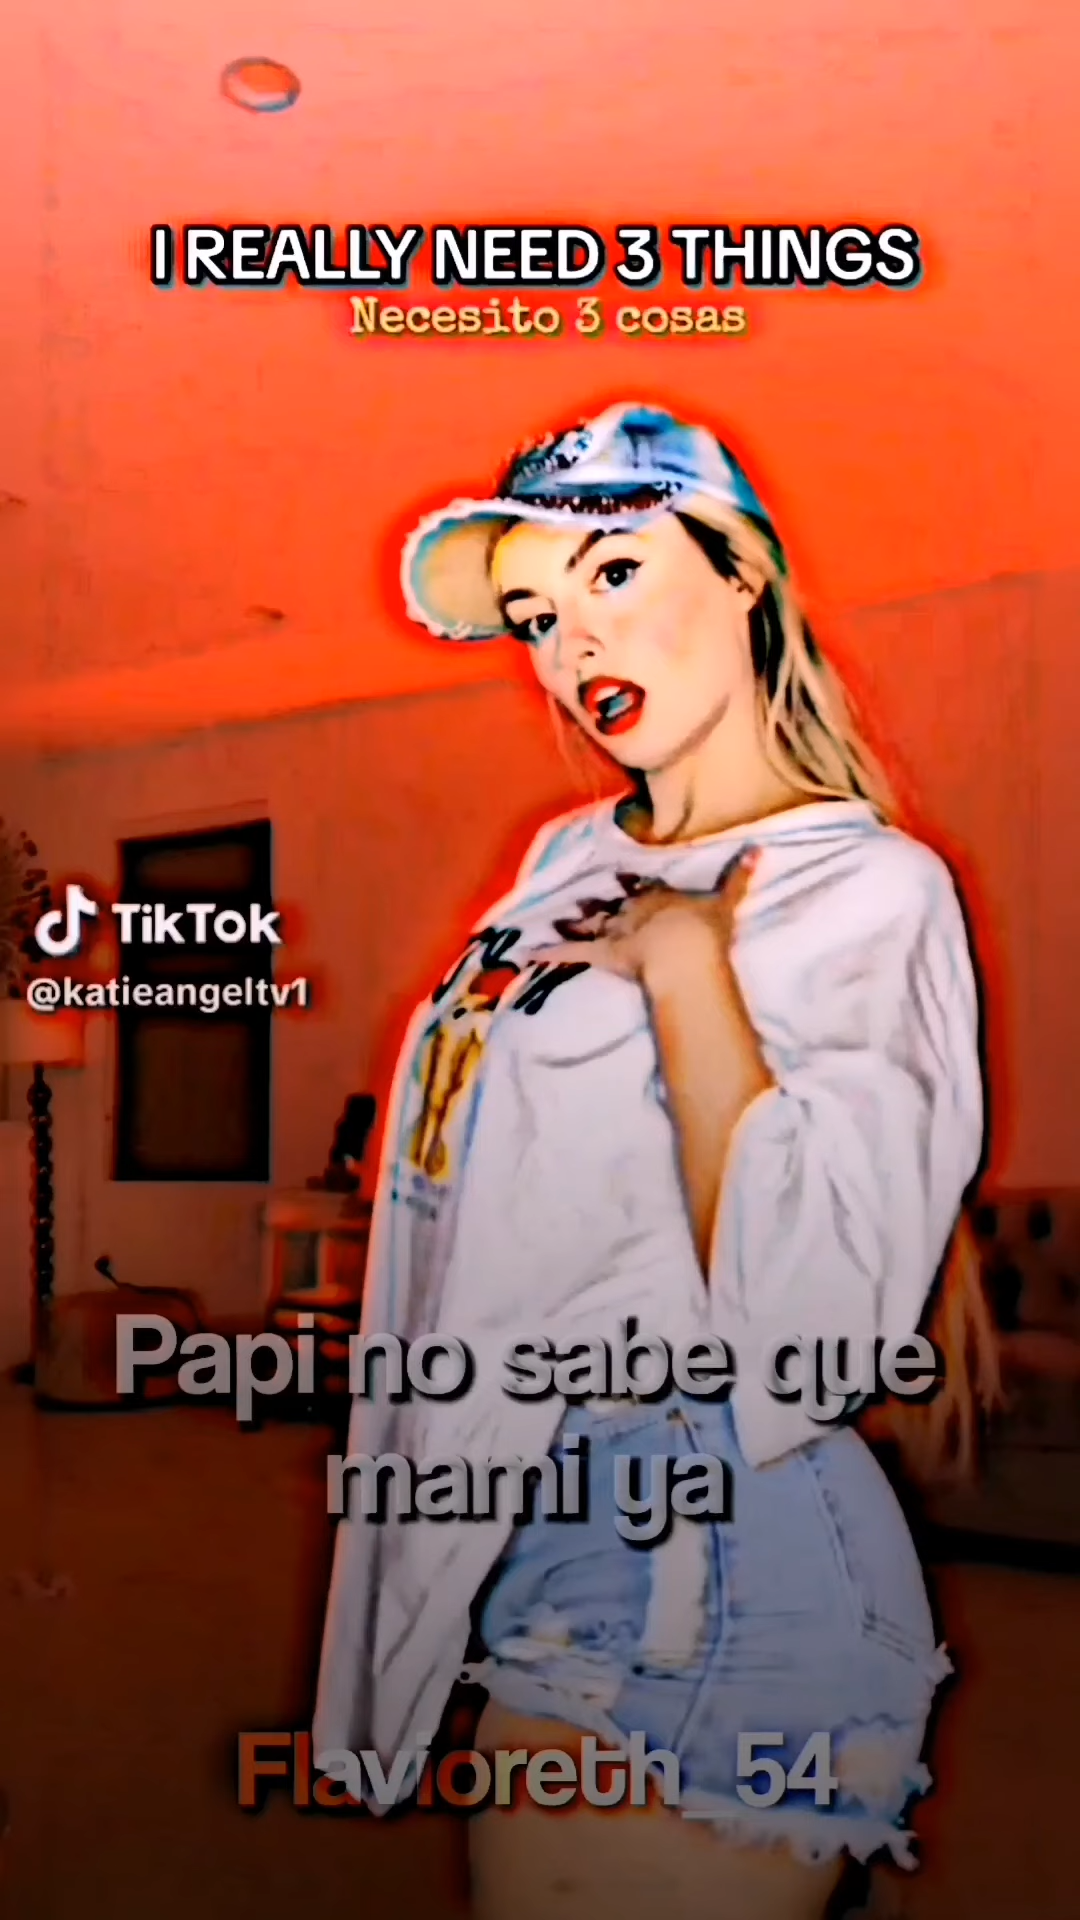 I REALLY NEED 3 THINGS
Necesito 3 cosas
TikTok
@katieangeltv1
Papi no sabe que
mami ya
Flavioreth_54